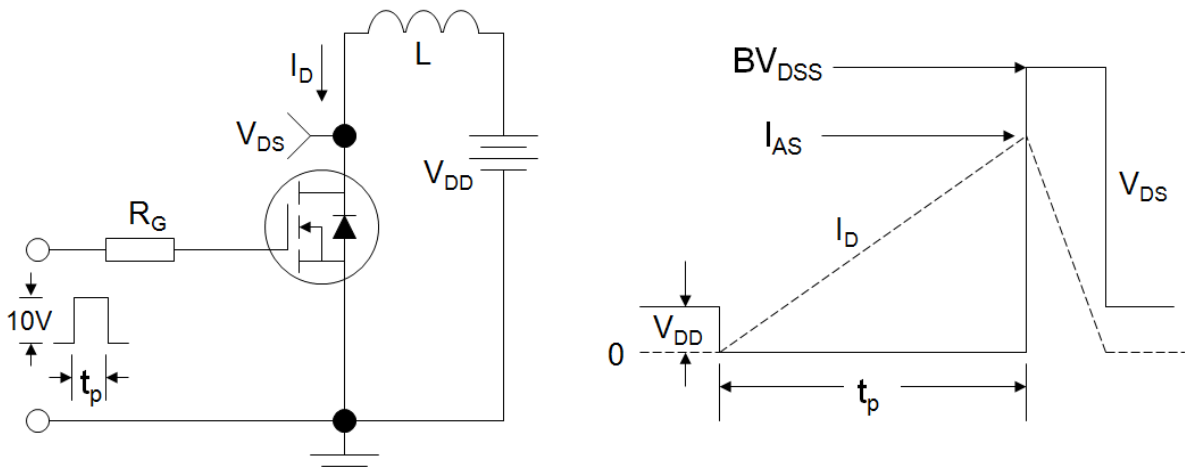 L
I_D
V_DS
V_DD
R_G
10V
t_p
BV_DSS
I_AS
V_DS
I_D
V_DD
0
t_p